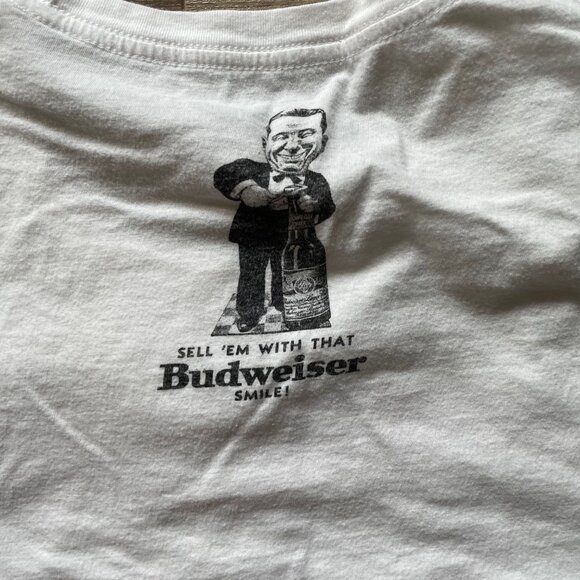 SELL 'EM WITH THAT
Budweiser
SMILE!